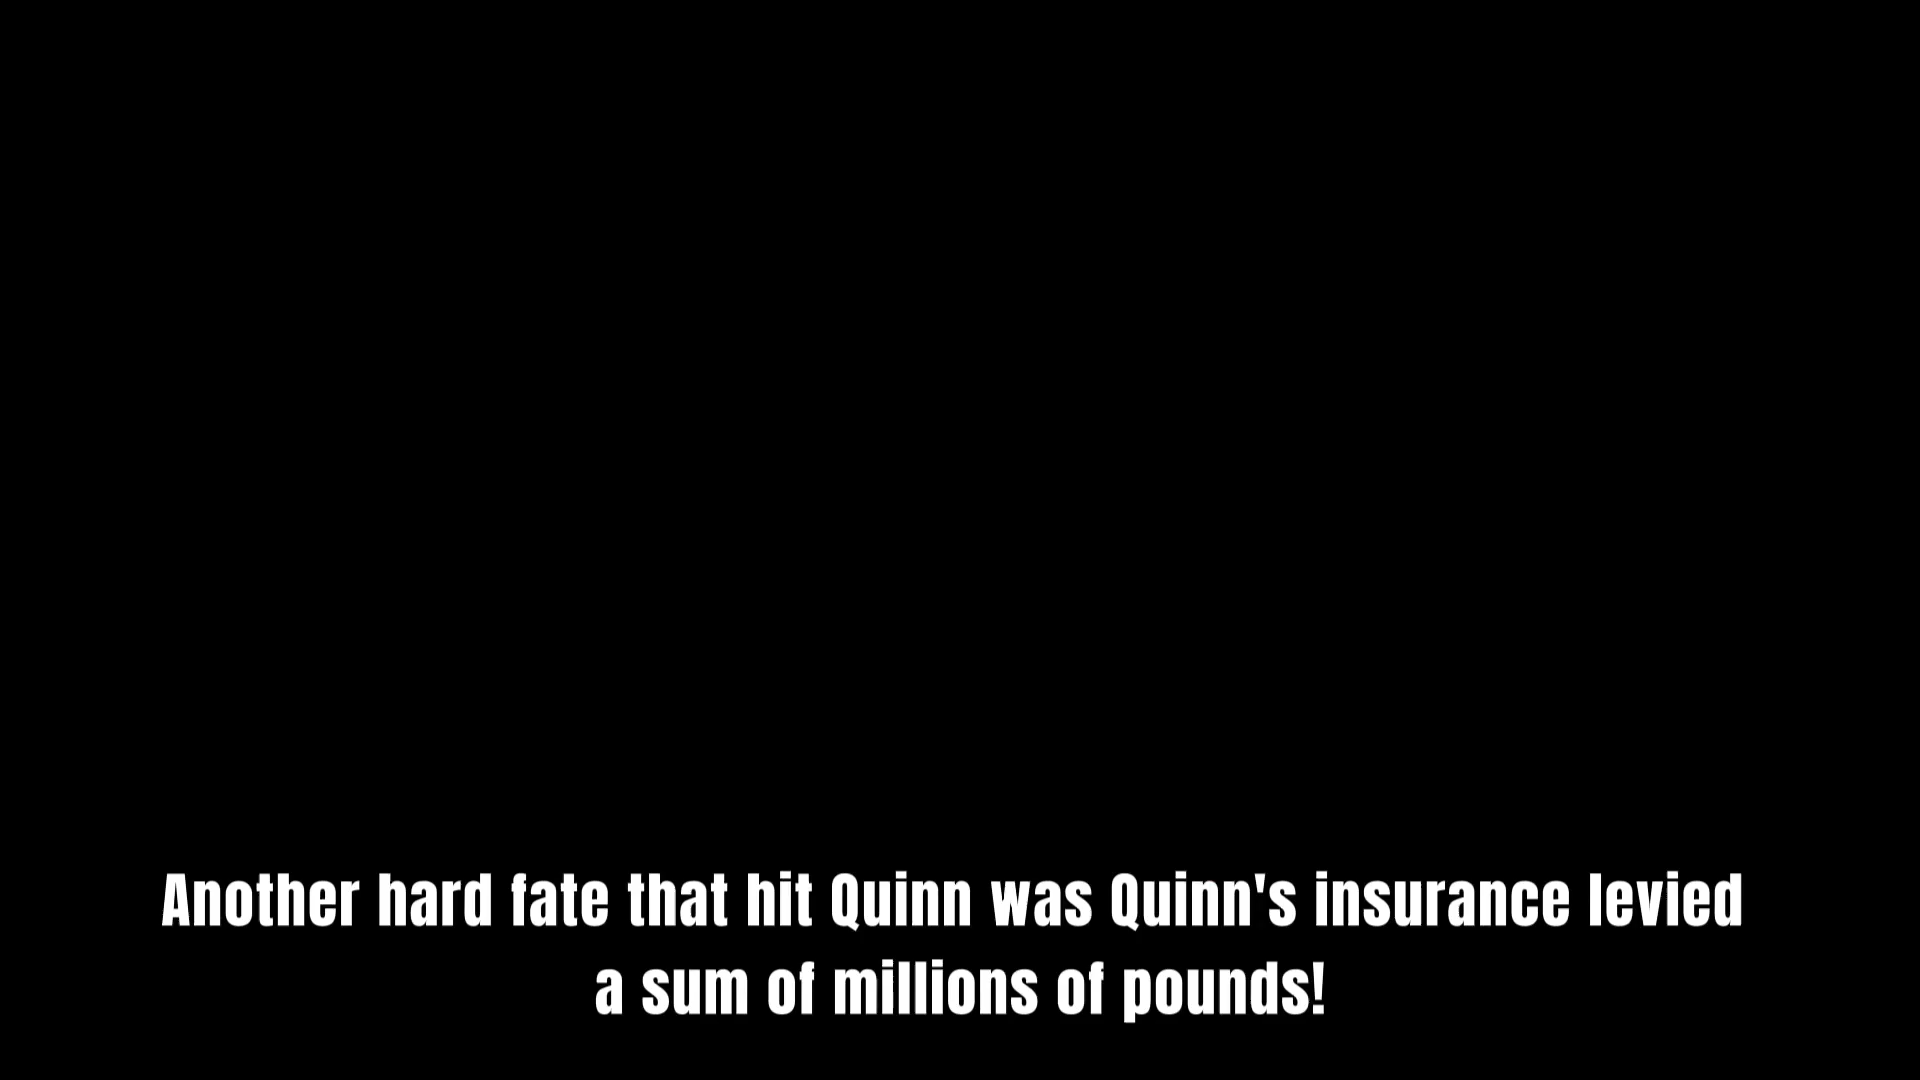 Another hard fate that hit Quinn was Quinn's insurance levied
a sum of millions of pounds!